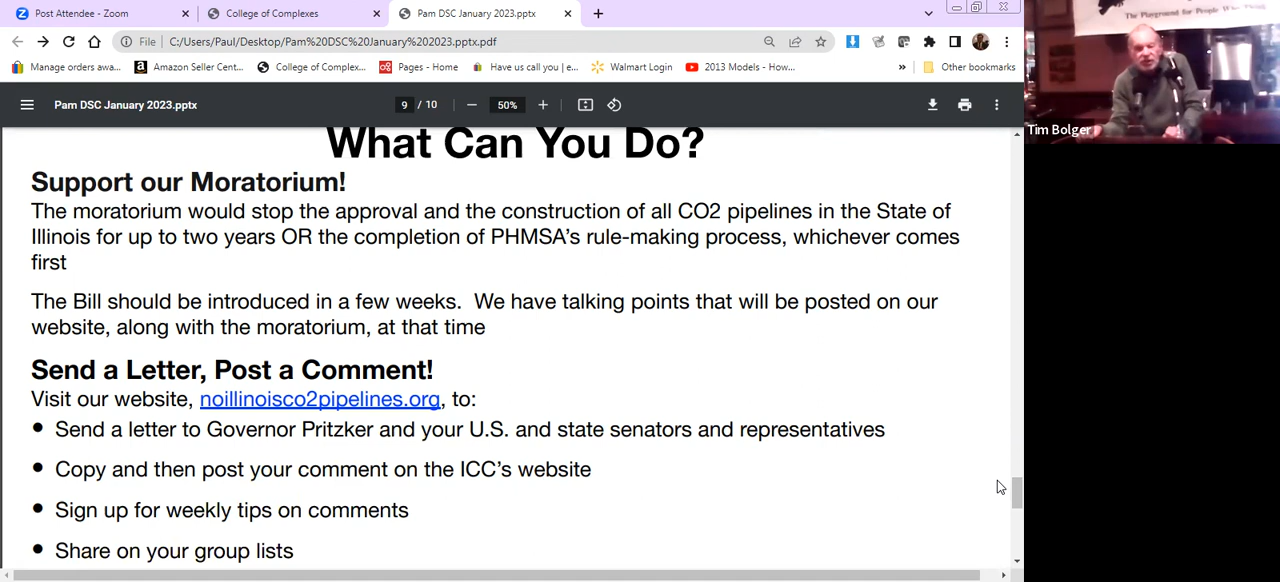 Post Attendee - Zoom
College of Complexes
Pam DSC January 2023.pptx
File
C:/Users/Paul/Desktop/Pam%20DSC%20January%202023.pptx.pdf
Manage orders awa...
Amazon Seller Cent...
College of Complex...
Pages - Hom
Have us call you | e...
Walmart Login
2013 Models - How...
»
Other bookmarks
Pam DSC January 2023.pptx
9 / 10
50%
The Playground for People Who Think
Tim Bolger
What Can You Do?
Support our Moratorium!
The moratorium would stop the approval and the construction of all CO2 pipelines in the State of
Illinois for up to two years OR the completion of PHMSA's rule-making process, whichever comes
first
The Bill should be introduced in a few weeks. We have talking points that will be posted on our
website, along with the moratorium, at that time
Send a Letter, Post a Comment!
Visit our website, noillinoisco2pipelines.org, to:
• Send a letter to Governor Pritzker and your U.S. and state senators and representatives
• Copy and then post your comment on the ICC's website
• Sign up for weekly tips on comments
• Share on your group lists